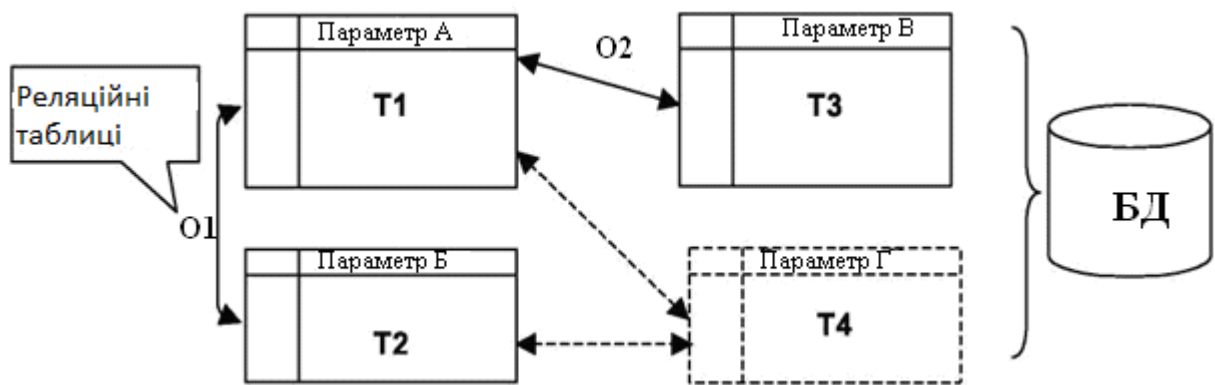 Параметр А
Параметр В
О2
Реляційні
таблиці
Т1
Т3
БД
О1
Параметр Б
Параметр Г
Т2
Т4